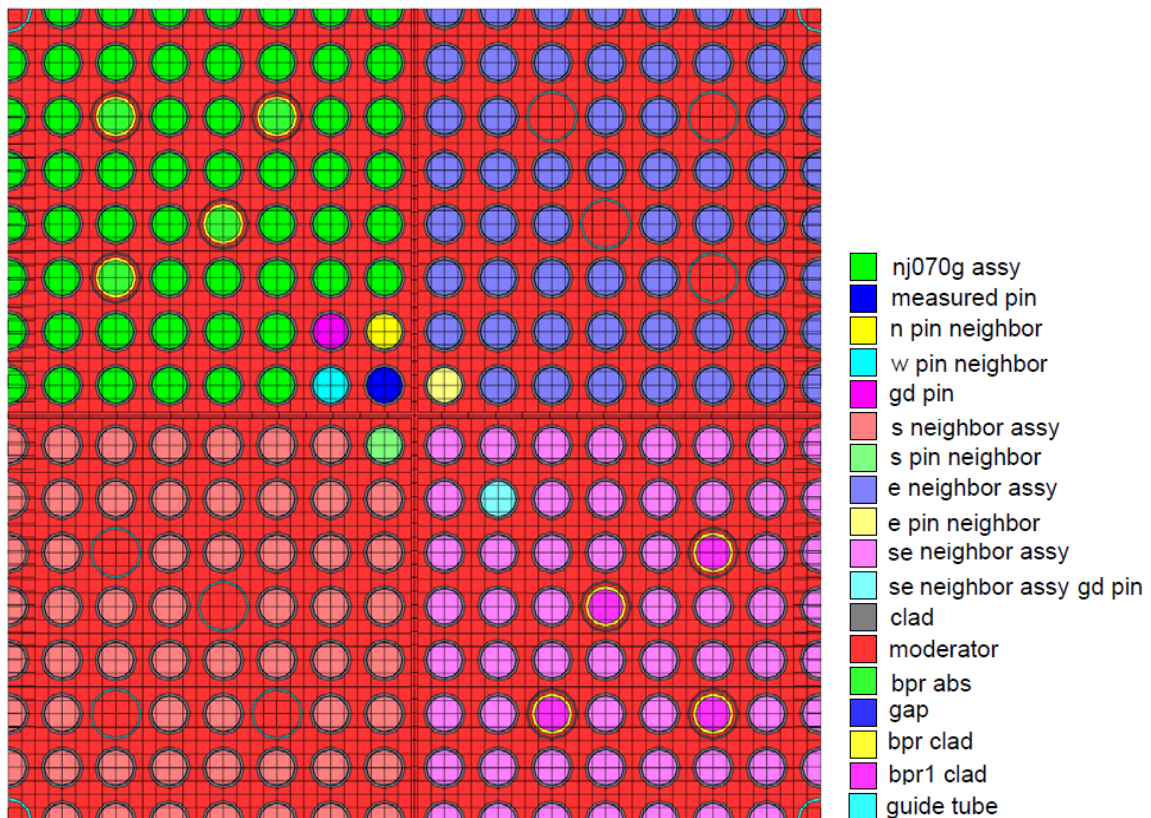 nj070g assy
measured pin
n pin neighbor
w pin neighbor
gd pin
s neighbor assy
s pin neighbor
e neighbor assy
e pin neighbor
se neighbor assy
se neighbor assy gd pin
clad
moderator
bpr abs
gap
bpr clad
bpr1 clad
guide tube